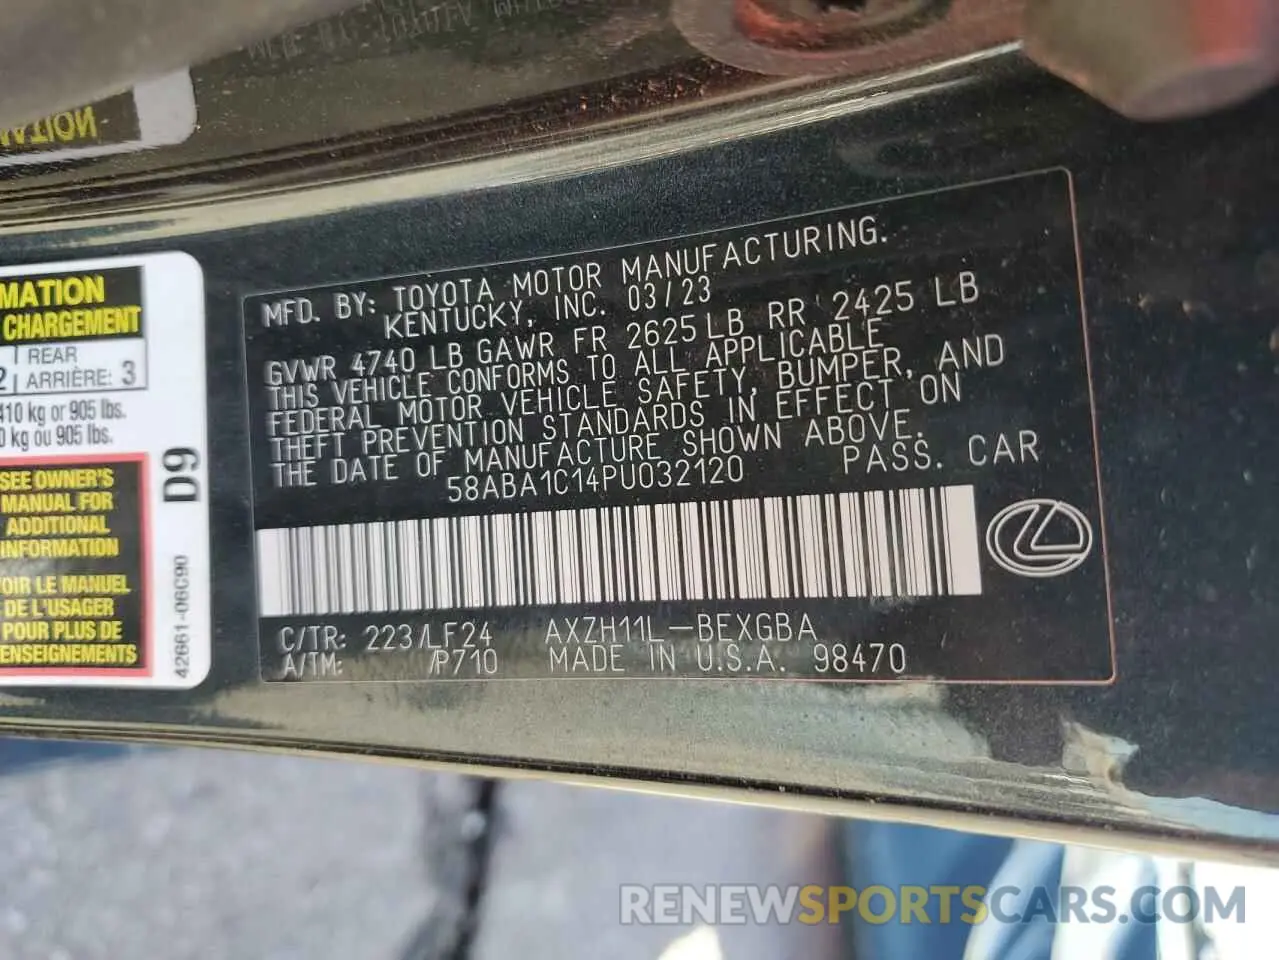 MATION
CHARGEMENT
REAR
2 ARRIÈRE: 3
410 kg or 905 lbs.
0 kg ou 905 lbs.
SEE OWNER'S
MANUAL FOR
ADDITIONAL
INFORMATION
OIR LE MANUEL
DE L'USAGER
POUR PLUS DE
ENSEIGNEMENTS
D9
42661-06C90
MFD. BY: TOYOTA MOTOR MANUFACTURING.
KENTUCKY, INC. 03/23
GVWR 4740 LB GAWR FR 2625 LB RR 2425 LB
THIS VEHICLE CONFORMS TO ALL APPLICABLE
FEDERAL MOTOR VEHICLE SAFETY, BUMPER, AND
THEFT PREVENTION STANDARDS IN EFFECT ON
THE DATE OF MANUFACTURE SHOWN ABOVE.
58ABA1C14PU032120 PASS. CAR
C/TR: 223/LF24 AXZH11L-BEXGBA
A/TM: /P710 MADE IN U.S.A. 98470
RENEWSPORTSCARS.COM